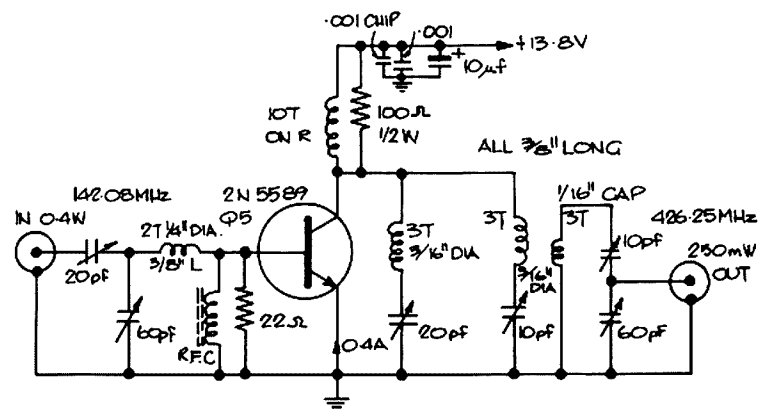 .001 CHIP
.001
+13.8V
+
10µf
10T
ON R
100Ω
1/2W
ALL 3/8" LONG
142.08MHz
2N5589
Q5
1/16" CAP
IN 0.4W
2T 1/4" DIA.
3/8" L
3T
3/16" DIA
3T
3/16"
DIA
3T
426.25MHz
10pf
250mW
OUT
20pf
60pf
R.F.C
22Ω
0.4A
20pf
10pf
60pf